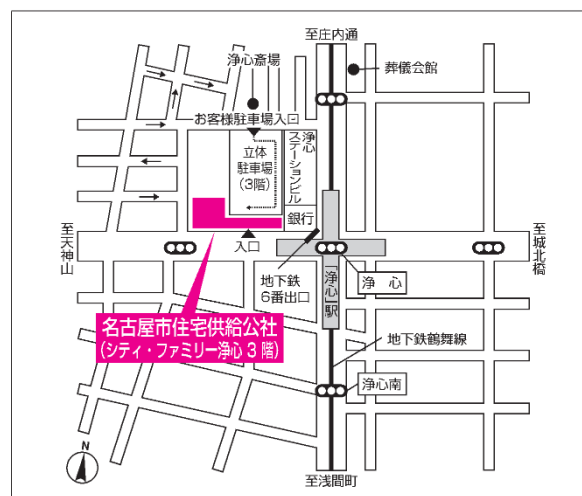 至庄内通
浄心斎場
葬儀会館
お客様駐車場入口
立体
駐車場
(3階)
浄心
ステーションビル
銀行
至天神山
入口
至城北橋
地下鉄
6番出口
浄 心
「浄心」駅
名古屋市住宅供給公社
(シティ・ファミリー浄心 3 階)
地下鉄鶴舞線
浄心南
N
至浅間町